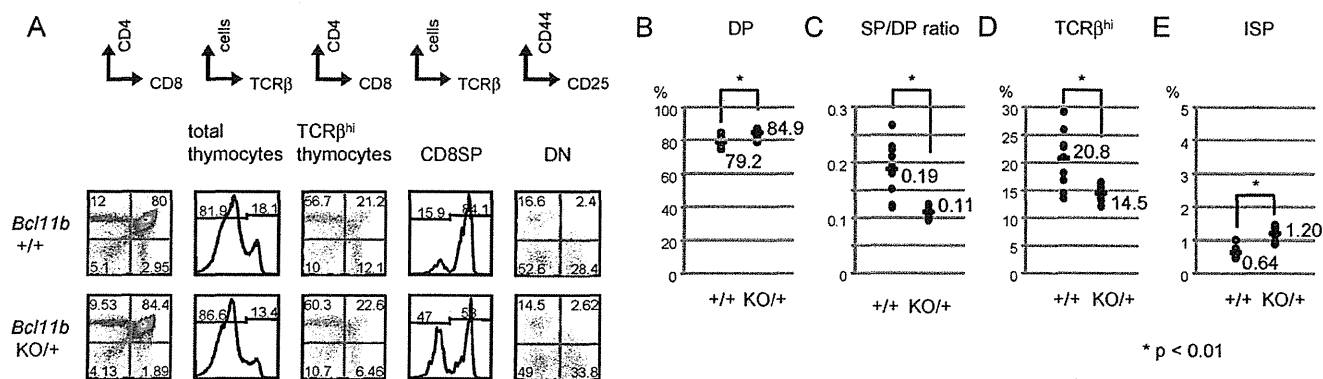 A
CD4
CD8
cells
TCRβ
CD4
CD8
cells
TCRβ
CD44
CD25
total
thymocytes
TCRβhi
thymocytes
CD8SP
DN
Bcl11b
+/+
12
80
5.1
2.95
81.9
18.1
66.7
21.2
10
12.1
15.9
84.1
16.6
2.4
52.6
28.4
Bcl11b
KO/+
9.53
84.4
4.13
1.89
86.6
13.4
60.3
22.6
10.7
6.46
47
53
14.5
2.62
49
33.8
B
DP
%
100
80
60
40
20
0
*
79.2
84.9
+/+ KO/+
C
SP/DP ratio
0.3
0.2
0.1
0
*
0.19
0.11
+/+ KO/+
D
TCRβhi
%
30
25
20
15
10
5
0
*
20.8
14.5
+/+ KO/+
E
ISP
%
5
4
3
2
1
0
*
0.64
1.20
+/+ KO/+
* p < 0.01